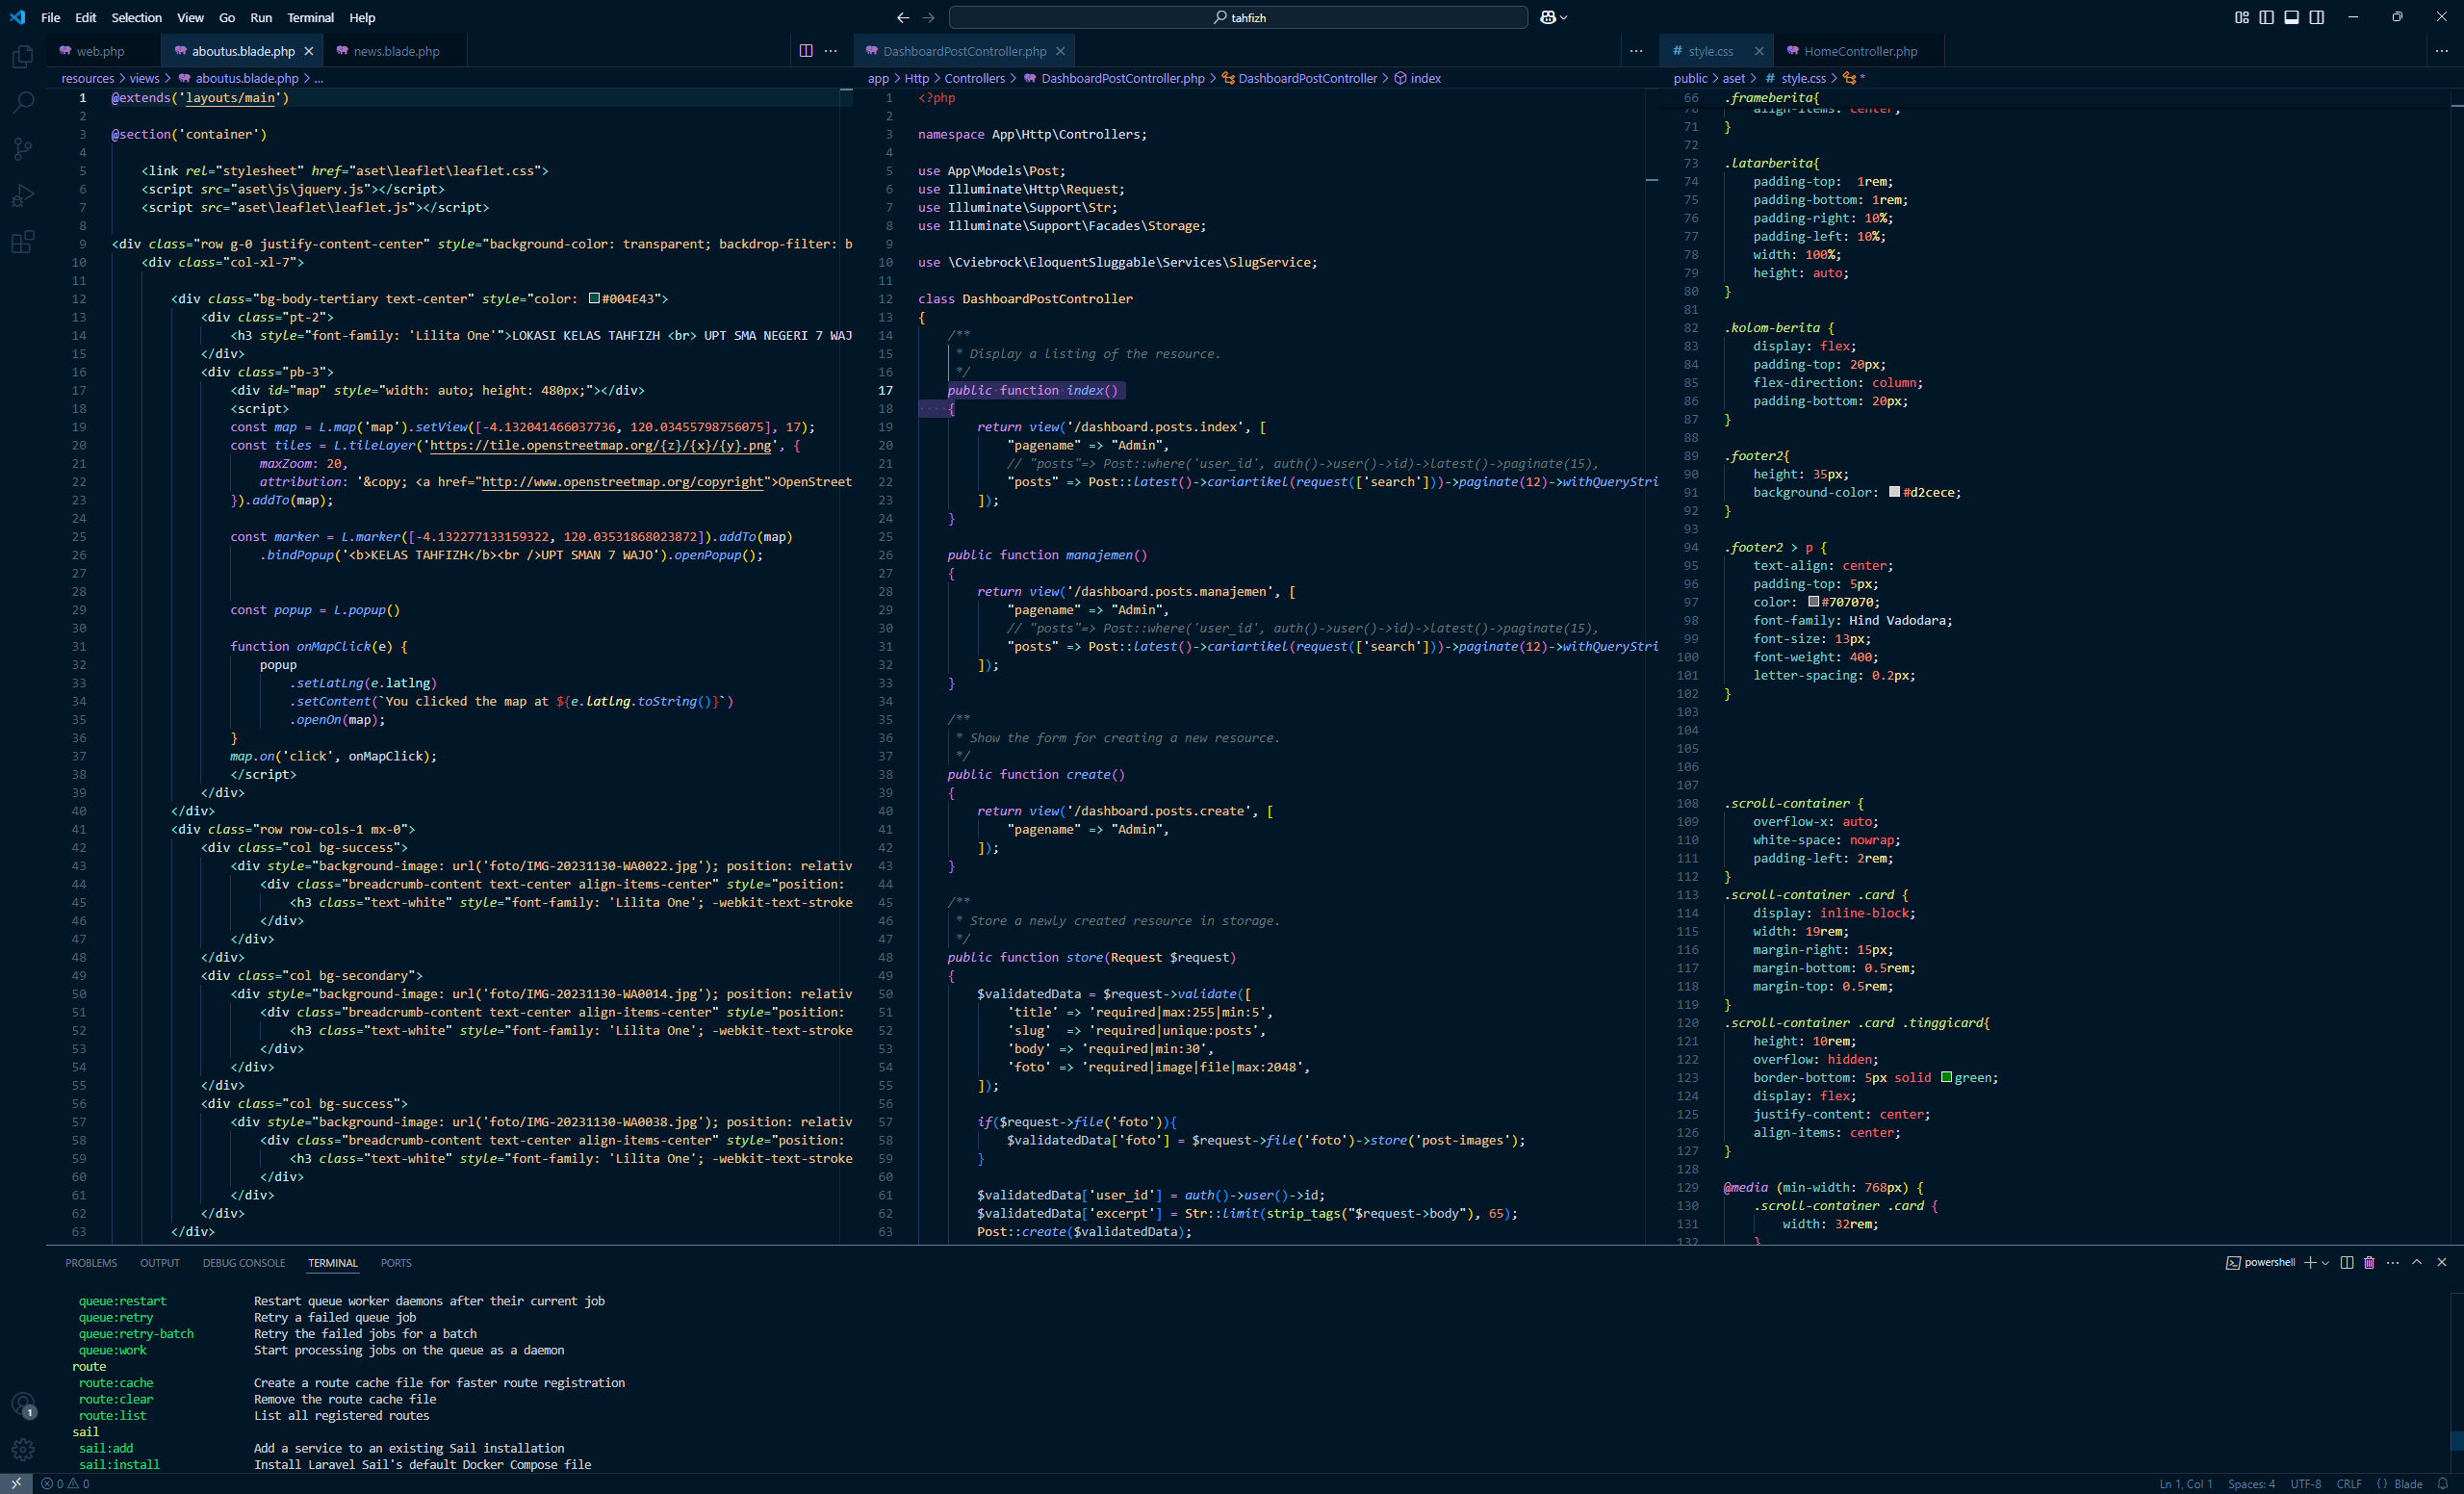 File Edit Selection View Go Run Terminal Help
tahfizh
web.php
aboutus.blade.php
news.blade.php
resources > views > aboutus.blade.php > ...
1 @extends('layouts/main')
2
3 @section('container')
4
5 <link rel="stylesheet" href="aset\leaflet\leaflet.css">
6 <script src="aset\js\jquery.js"></script>
7 <script src="aset\leaflet\leaflet.js"></script>
8
9 <div class="row g-0 justify-content-center" style="background-color: transparent; backdrop-filter: b
10 <div class="col-xl-7">
11
12 <div class="bg-body-tertiary text-center" style="color: #004E43">
13 <div class="pt-2">
14 <h3 style="font-family: 'Lilita One'">LOKASI KELAS TAHFIZH <br> UPT SMA NEGERI 7 WAJ
15 </div>
16 <div class="pb-3">
17 <div id="map" style="width: auto; height: 480px;"></div>
18 <script>
19 const map = L.map('map').setView([-4.132041466037736, 120.03455798756075], 17);
20 const tiles = L.tileLayer('https://tile.openstreetmap.org/{z}/{x}/{y}.png', {
21 maxZoom: 20,
22 attribution: '&copy; <a href="http://www.openstreetmap.org/copyright">OpenStreet
23 }).addTo(map);
24
25 const marker = L.marker([-4.132277133159322, 120.03531868023872]).addTo(map)
26 .bindPopup('<b>KELAS TAHFIZH</b><br />UPT SMAN 7 WAJO').openPopup();
27
28
29 const popup = L.popup()
30
31 function onMapClick(e) {
32 popup
33 .setLatLng(e.latlng)
34 .setContent(`You clicked the map at ${e.latlng.toString()}`)
35 .openOn(map);
36 }
37 map.on('click', onMapClick);
38 </script>
39 </div>
40 </div>
41 <div class="row row-cols-1 mx-0">
42 <div class="col bg-success">
43 <div style="background-image: url('foto/IMG-20231130-WA0022.jpg'); position: relativ
44 <div class="breadcrumb-content text-center align-items-center" style="position:
45 <h3 class="text-white" style="font-family: 'Lilita One'; -webkit-text-stroke
46 </div>
47 </div>
48 </div>
49 <div class="col bg-secondary">
50 <div style="background-image: url('foto/IMG-20231130-WA0014.jpg'); position: relativ
51 <div class="breadcrumb-content text-center align-items-center" style="position:
52 <h3 class="text-white" style="font-family: 'Lilita One'; -webkit-text-stroke
53 </div>
54 </div>
55 </div>
56 <div class="col bg-success">
57 <div style="background-image: url('foto/IMG-20231130-WA0038.jpg'); position: relativ
58 <div class="breadcrumb-content text-center align-items-center" style="position:
59 <h3 class="text-white" style="font-family: 'Lilita One'; -webkit-text-stroke
60 </div>
61 </div>
62 </div>
63 </div>
DashboardPostController.php
app > Http > Controllers > DashboardPostController.php > DashboardPostController > index
1 <?php
2
3 namespace App\Http\Controllers;
4
5 use App\Models\Post;
6 use Illuminate\Http\Request;
7 use Illuminate\Support\Str;
8 use Illuminate\Support\Facades\Storage;
9
10 use \Cviebrock\EloquentSluggable\Services\SlugService;
11
12 class DashboardPostController
13 {
14 /**
15 * Display a listing of the resource.
16 */
17 public function index()
18 {
19 return view('/dashboard.posts.index', [
20 "pagename" => "Admin",
21 // "posts"=> Post::where('user_id', auth()->user()->id)->latest()->paginate(15),
22 "posts" => Post::latest()->cariartikel(request(['search']))->paginate(12)->withQueryStri
23 ]);
24 }
25
26 public function manajemen()
27 {
28 return view('/dashboard.posts.manajemen', [
29 "pagename" => "Admin",
30 // "posts"=> Post::where('user_id', auth()->user()->id)->latest()->paginate(15),
31 "posts" => Post::latest()->cariartikel(request(['search']))->paginate(12)->withQueryStri
32 ]);
33 }
34
35 /**
36 * Show the form for creating a new resource.
37 */
38 public function create()
39 {
40 return view('/dashboard.posts.create', [
41 "pagename" => "Admin",
42 ]);
43 }
44
45 /**
46 * Store a newly created resource in storage.
47 */
48 public function store(Request $request)
49 {
50 $validatedData = $request->validate([
51 'title' => 'required|max:255|min:5',
52 'slug' => 'required|unique:posts',
53 'body' => 'required|min:30',
54 'foto' => 'required|image|file|max:2048',
55 ]);
56
57 if($request->file('foto')){
58 $validatedData['foto'] = $request->file('foto')->store('post-images');
59 }
60
61 $validatedData['user_id'] = auth()->user()->id;
62 $validatedData['excerpt'] = Str::limit(strip_tags("$request->body"), 65);
63 Post::create($validatedData);
# style.css
HomeController.php
public > aset > # style.css > *
66 .frameberita{
70 align-items: center;
71 }
72
73 .latarberita{
74 padding-top: 1rem;
75 padding-bottom: 1rem;
76 padding-right: 10%;
77 padding-left: 10%;
78 width: 100%;
79 height: auto;
80 }
81
82 .kolom-berita {
83 display: flex;
84 padding-top: 20px;
85 flex-direction: column;
86 padding-bottom: 20px;
87 }
88
89 .footer2{
90 height: 35px;
91 background-color: #d2cece;
92 }
93
94 .footer2 > p {
95 text-align: center;
96 padding-top: 5px;
97 color: #707070;
98 font-family: Hind Vadodara;
99 font-size: 13px;
100 font-weight: 400;
101 letter-spacing: 0.2px;
102 }
103
104
105
106
107
108 .scroll-container {
109 overflow-x: auto;
110 white-space: nowrap;
111 padding-left: 2rem;
112 }
113 .scroll-container .card {
114 display: inline-block;
115 width: 19rem;
116 margin-right: 15px;
117 margin-bottom: 0.5rem;
118 margin-top: 0.5rem;
119 }
120 .scroll-container .card .tinggicard{
121 height: 10rem;
122 overflow: hidden;
123 border-bottom: 5px solid green;
124 display: flex;
125 justify-content: center;
126 align-items: center;
127 }
128
129 @media (min-width: 768px) {
130 .scroll-container .card {
131 width: 32rem;
132 }
PROBLEMS OUTPUT DEBUG CONSOLE TERMINAL PORTS
powershell
queue:restart Restart queue worker daemons after their current job
queue:retry Retry a failed queue job
queue:retry-batch Retry the failed jobs for a batch
queue:work Start processing jobs on the queue as a daemon
route
route:cache Create a route cache file for faster route registration
route:clear Remove the route cache file
route:list List all registered routes
sail
sail:add Add a service to an existing Sail installation
sail:install Install Laravel Sail's default Docker Compose file
1
0 0
Ln 1, Col 1 Spaces: 4 UTF-8 CRLF {} Blade